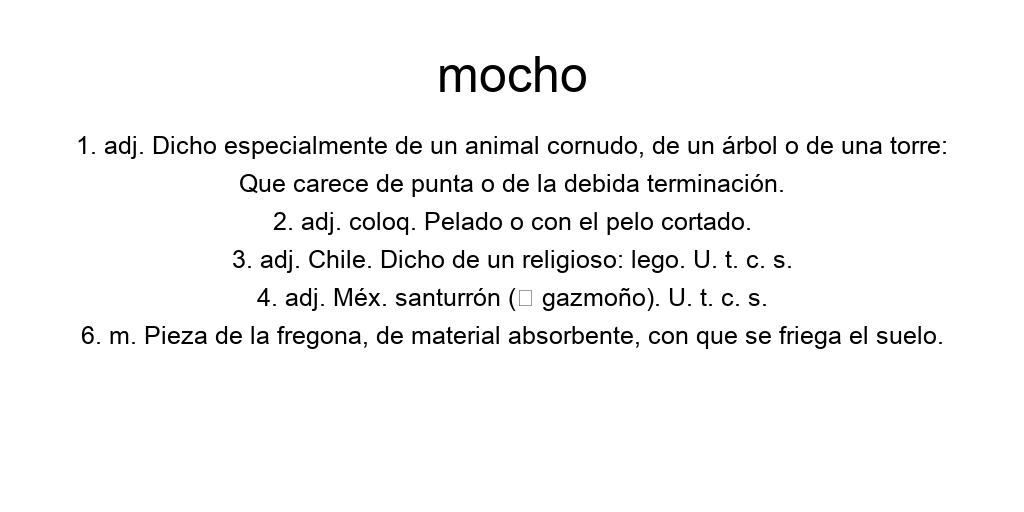 mocho
1. adj. Dicho especialmente de un animal cornudo, de un árbol o de una torre:
Que carece de punta o de la debida terminación.
2. adj. coloq. Pelado o con el pelo cortado.
3. adj. Chile. Dicho de un religioso: lego. U. t. c. s.
4. adj. Méx. santurrón (□ gazmoño). U. t. c. s.
6. m. Pieza de la fregona, de material absorbente, con que se friega el suelo.